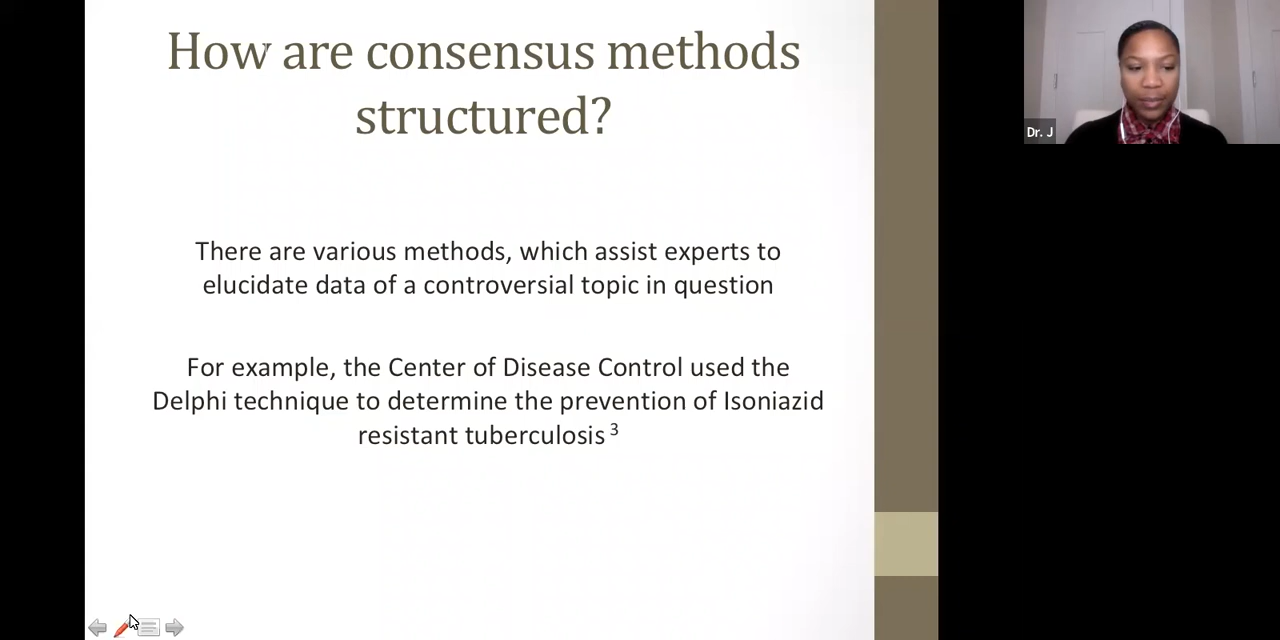 How are consensus methods
structured?
There are various methods, which assist experts to
elucidate data of a controversial topic in question
For example, the Center of Disease Control used the
Delphi technique to determine the prevention of Isoniazid
resistant tuberculosis 3
Dr. J